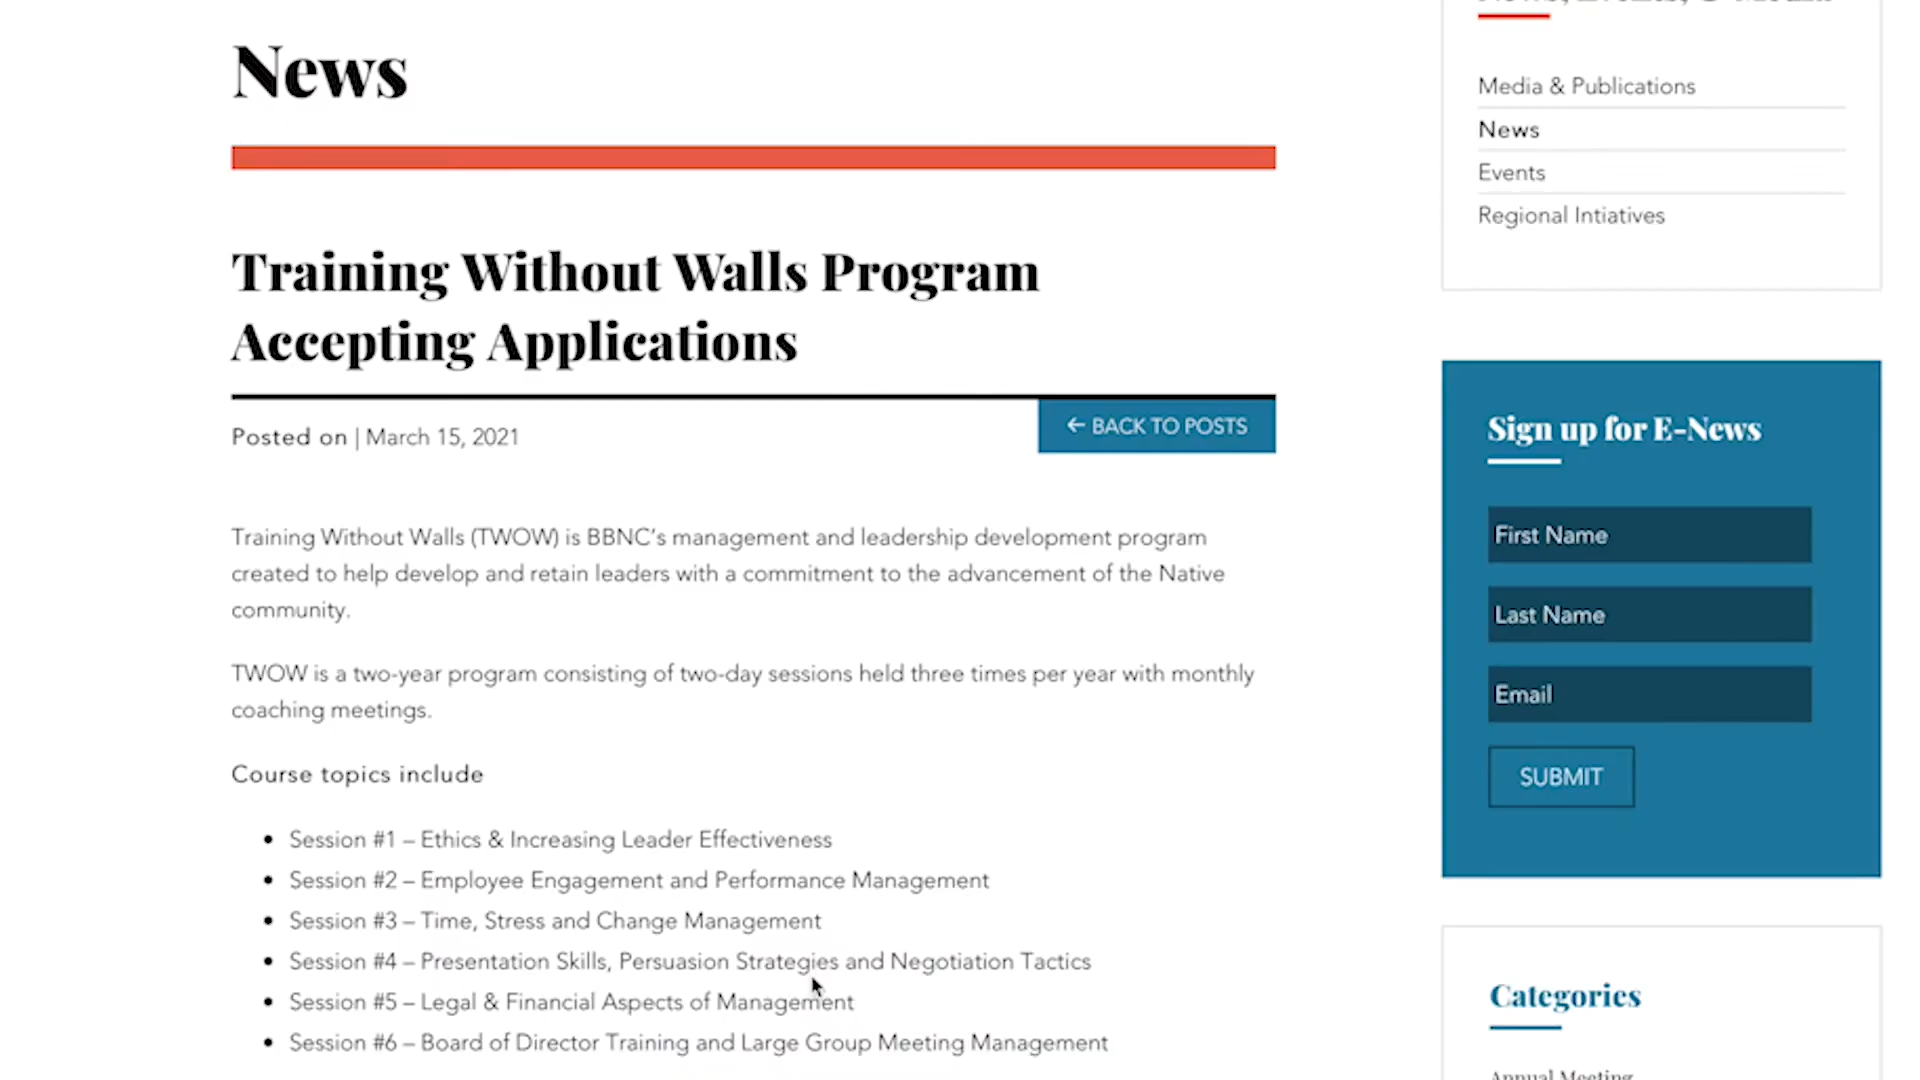 News
Training Without Walls Program
Accepting Applications
Posted on | March 15, 2021
← BACK TO POSTS
Training Without Walls (TWOW) is BBNC’s management and leadership development program
created to help develop and retain leaders with a commitment to the advancement of the Native
community.
TWOW is a two-year program consisting of two-day sessions held three times per year with monthly
coaching meetings.
Course topics include
• Session #1 – Ethics & Increasing Leader Effectiveness
• Session #2 – Employee Engagement and Performance Management
• Session #3 – Time, Stress and Change Management
• Session #4 – Presentation Skills, Persuasion Strategies and Negotiation Tactics
• Session #5 – Legal & Financial Aspects of Management
• Session #6 – Board of Director Training and Large Group Meeting Management
Media & Publications
News
Events
Regional Intiatives
Sign up for E-News
First Name
Last Name
Email
SUBMIT
Categories
Annual Meeting